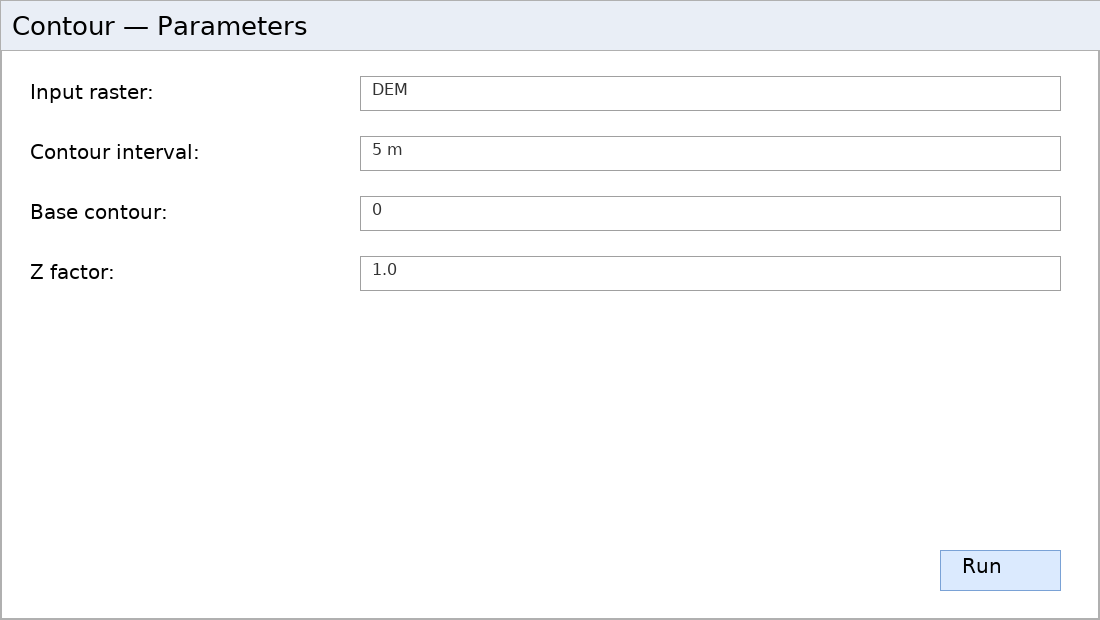 Contour — Parameters
Input raster: DEM
Contour interval: 5 m
Base contour: 0
Z factor: 1.0
Run